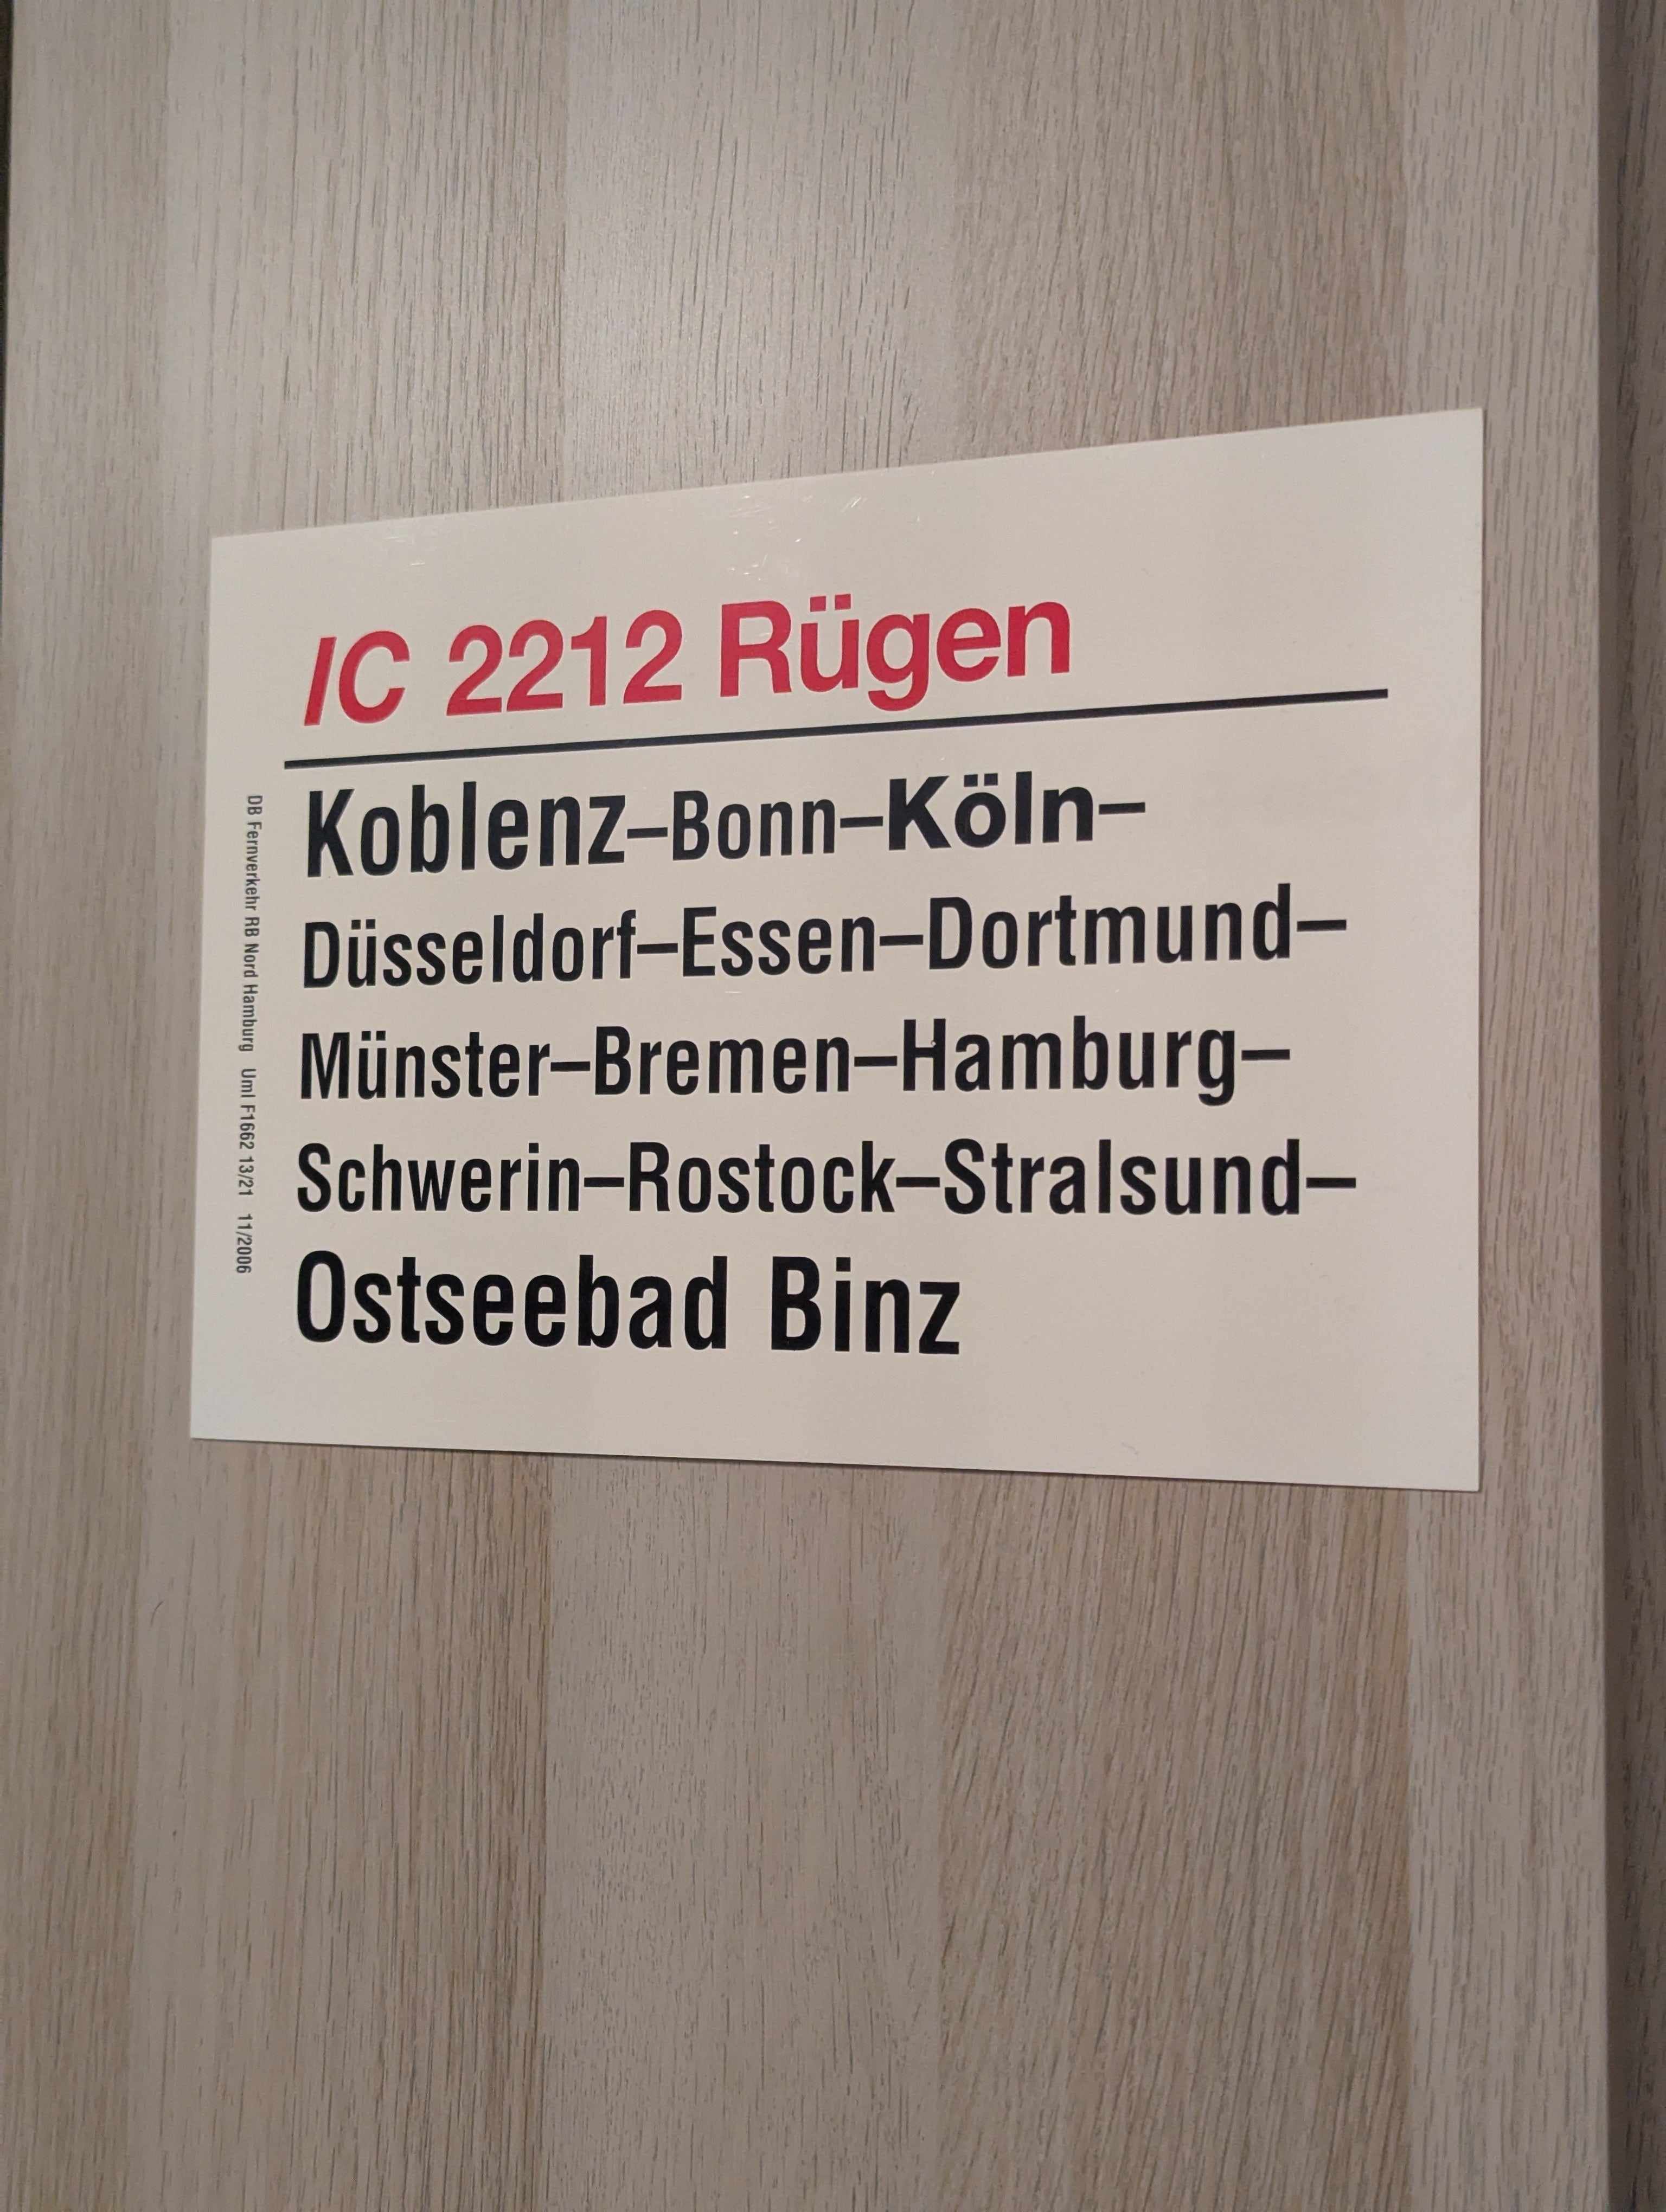 IC 2212 Rügen
Koblenz–Bonn–Köln–
Düsseldorf–Essen–Dortmund–
Münster–Bremen–Hamburg–
Schwerin–Rostock–Stralsund–
Ostseebad Binz
DB Fernverkehr RB Nord Hamburg Uml F1662 13/21 11/2006